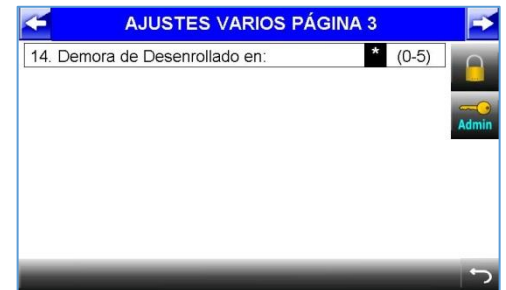 AJUSTES VARIOS PÁGINA 3
14. Demora de Desenrollado en: * (0-5)
Admin